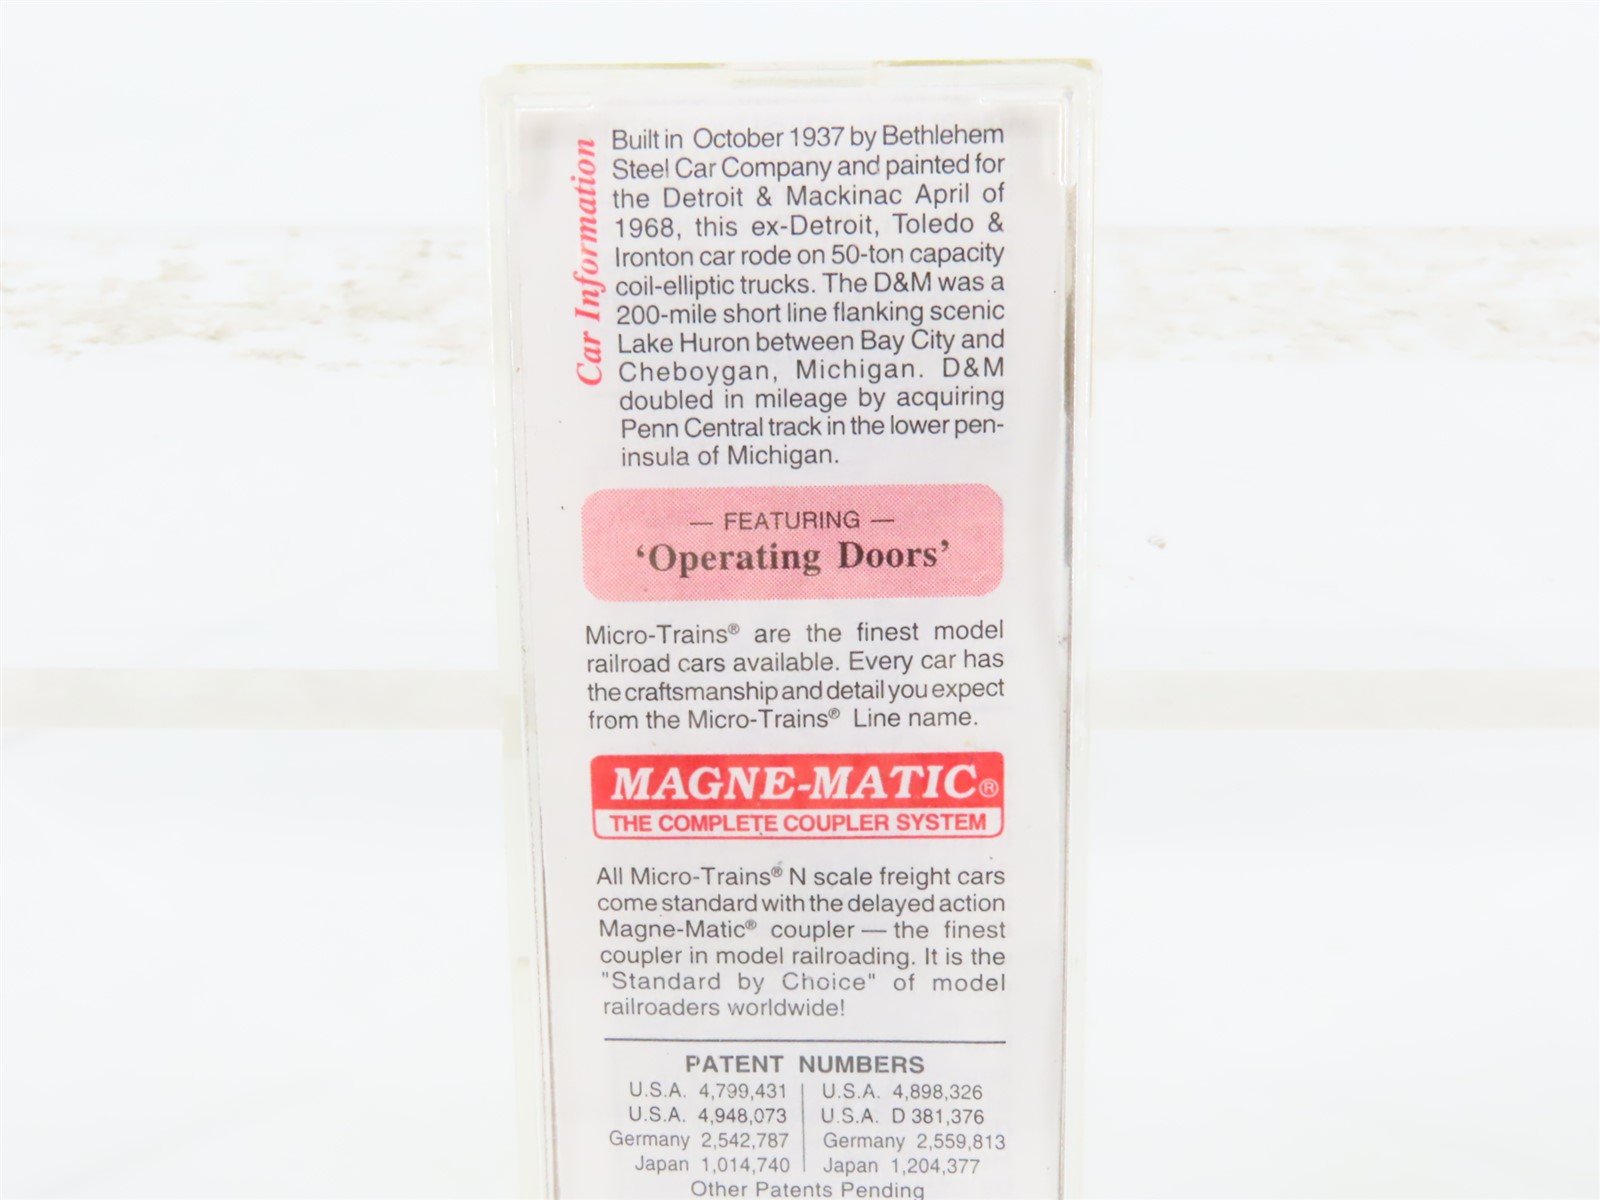 Car Information
Built in October 1937 by Bethlehem
Steel Car Company and painted for
the Detroit & Mackinac April of
1968, this ex-Detroit, Toledo &
Ironton car rode on 50-ton capacity
coil-elliptic trucks. The D&M was a
200-mile short line flanking scenic
Lake Huron between Bay City and
Cheboygan, Michigan. D&M
doubled in mileage by acquiring
Penn Central track in the lower pen-
insula of Michigan.
— FEATURING —
‘Operating Doors’
Micro-Trains® are the finest model
railroad cars available. Every car has
the craftsmanship and detail you expect
from the Micro-Trains® Line name.
MAGNE-MATIC®
THE COMPLETE COUPLER SYSTEM
All Micro-Trains® N scale freight cars
come standard with the delayed action
Magne-Matic® coupler — the finest
coupler in model railroading. It is the
"Standard by Choice" of model
railroaders worldwide!
PATENT NUMBERS
U.S.A. 4,799,431 | U.S.A. 4,898,326
U.S.A. 4,948,073 | U.S.A. D 381,376
Germany 2,542,787 | Germany 2,559,813
Japan 1,014,740 | Japan 1,204,377
Other Patents Pending